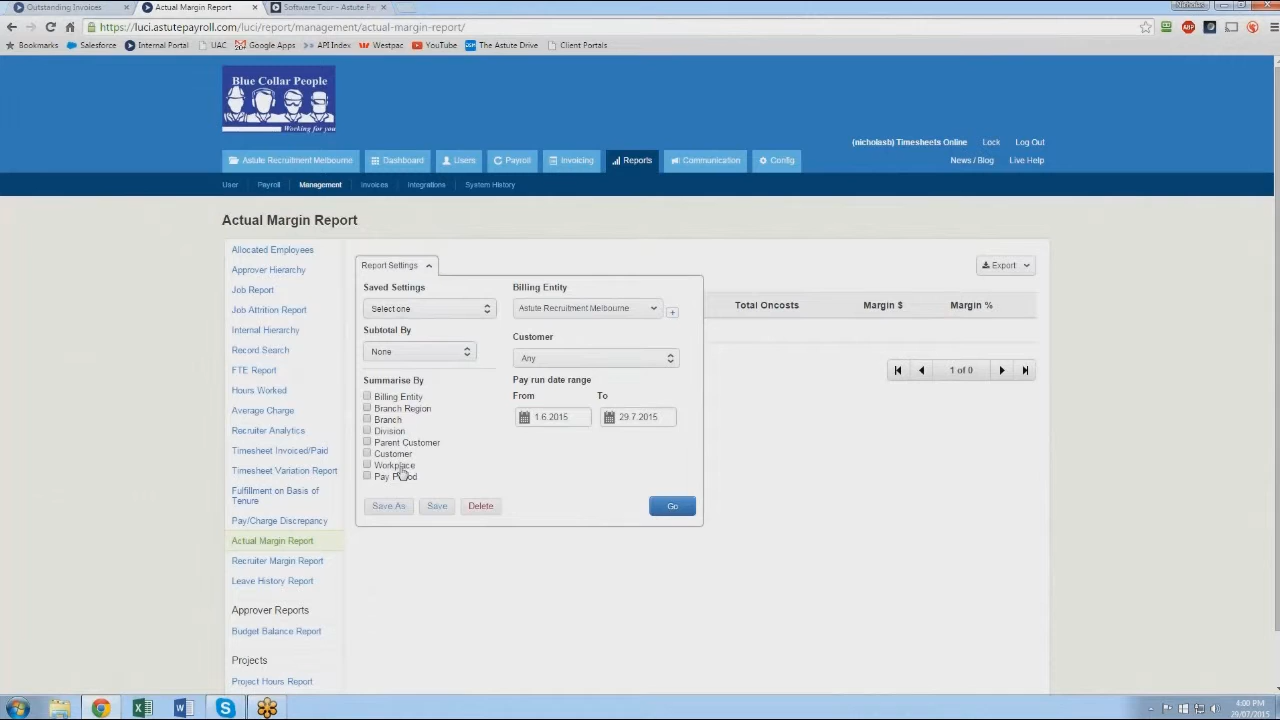 Outstanding Invoices
Actual Margin Report
Software Tour - Astute Pa
Nicholas
https://luci.astutepayroll.com/luci/report/management/actual-margin-report/
Bookmarks Salesforce Internal Portal UAC Google Apps API Index Westpac YouTube The Astute Drive Client Portals
Blue Collar People
Working for you
(nicholasb) Timesheets Online Lock Log Out
Astute Recruitment Melbourne Dashboard Users Payroll Invoicing Reports Communication Config News / Blog Live Help
User Payroll Management Invoices Integrations System History
Actual Margin Report
Allocated Employees
Approver Hierarchy
Job Report
Job Attrition Report
Internal Hierarchy
Record Search
FTE Report
Hours Worked
Average Charge
Recruiter Analytics
Timesheet Invoiced/Paid
Timesheet Variation Report
Fulfillment on Basis of
Tenure
Pay/Charge Discrepancy
Actual Margin Report
Recruiter Margin Report
Leave History Report
Approver Reports
Budget Balance Report
Projects
Project Hours Report
Report Settings
Saved Settings
Select one
Subtotal By
None
Summarise By
Billing Entity
Branch Region
Branch
Division
Parent Customer
Customer
Workplace
Pay Period
Billing Entity
Astute Recruitment Melbourne
+
Customer
Any
Pay run date range
From To
1.6.2015 29.7.2015
Save As Save Delete Go
Export
Total Oncosts Margin $ Margin %
1 of 0
4:00 PM
29/07/2015